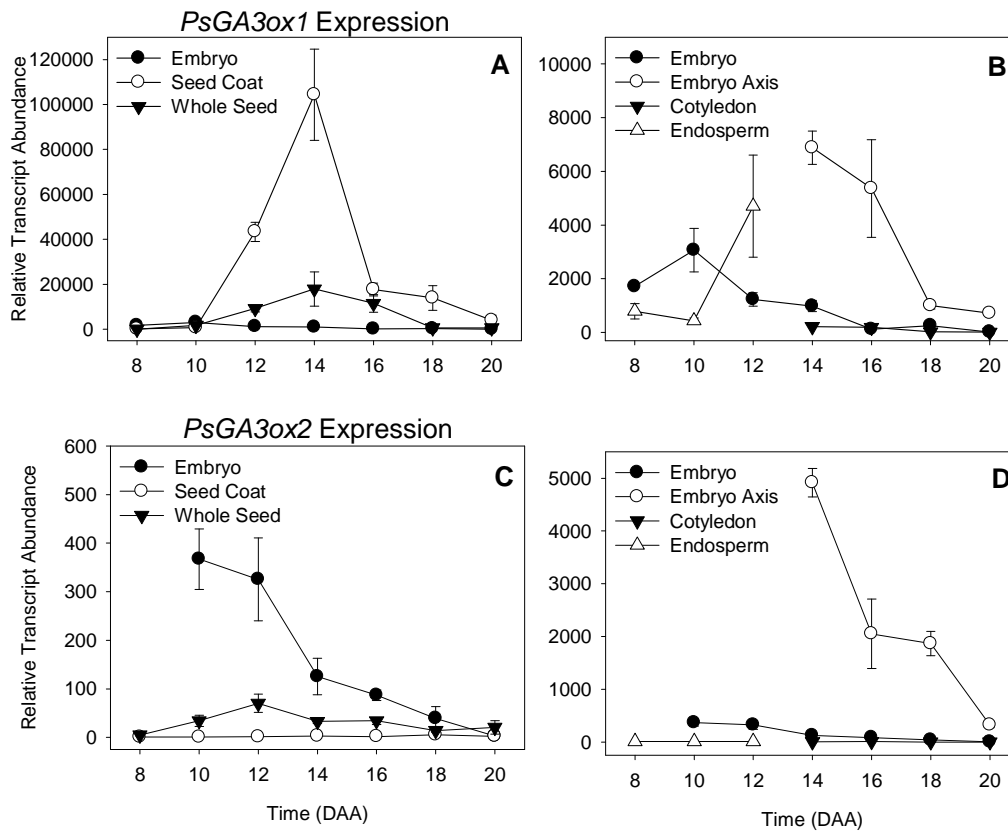 PsGA3ox1 Expression
Relative Transcript Abundance
120000
100000
80000
60000
40000
20000
0
Embryo
Seed Coat
Whole Seed
A
8 10 12 14 16 18 20
10000
8000
6000
4000
2000
0
Embryo
Embryo Axis
Cotyledon
Endosperm
B
8 10 12 14 16 18 20
PsGA3ox2 Expression
Relative Transcript Abundance
600
500
400
300
200
100
0
Embryo
Seed Coat
Whole Seed
C
8 10 12 14 16 18 20
Time (DAA)
5000
4000
3000
2000
1000
0
Embryo
Embryo Axis
Cotyledon
Endosperm
D
8 10 12 14 16 18 20
Time (DAA)